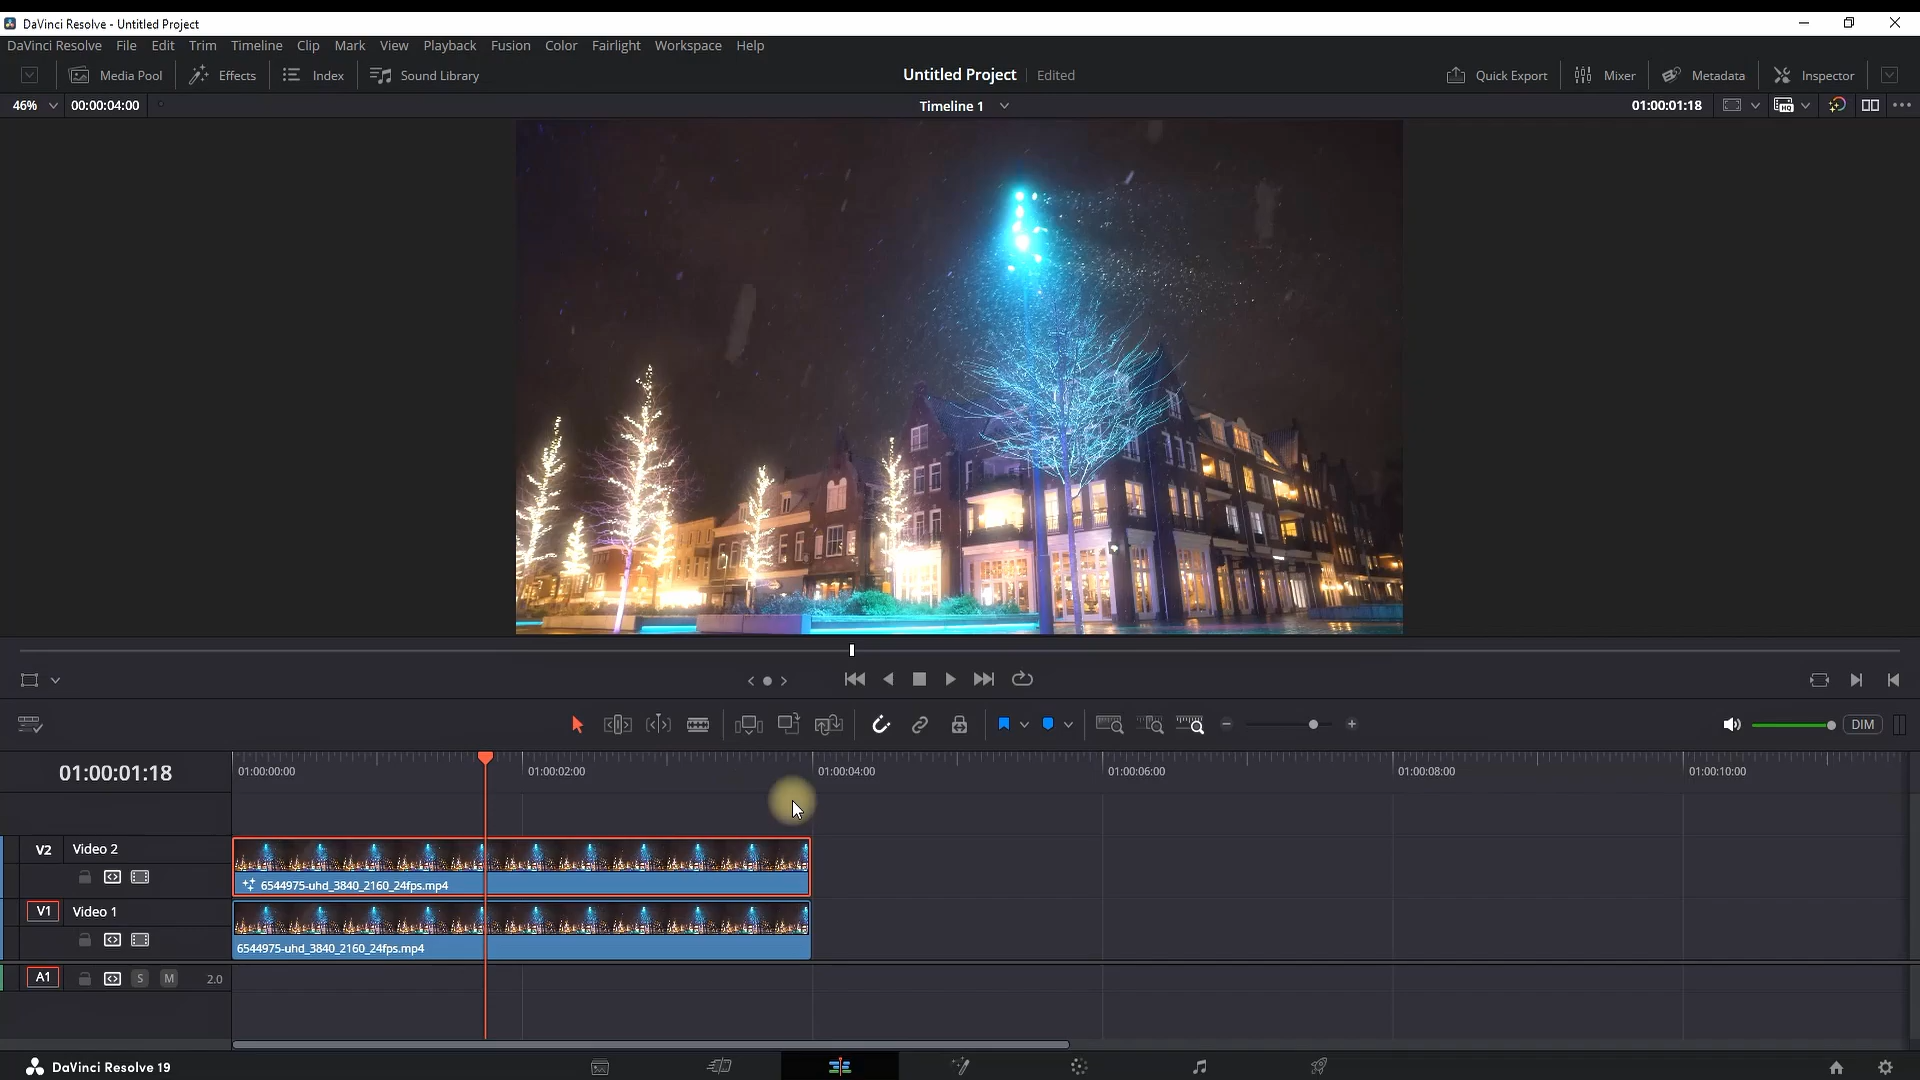 DaVinci Resolve - Untitled Project
DaVinci Resolve File Edit Trim Timeline Clip Mark View Playback Fusion Color Fairlight Workspace Help
Media Pool Effects Index Sound Library Untitled Project Edited Quick Export Mixer Metadata Inspector
46% 00:00:04:00 Timeline 1 01:00:01:18
DIM
01:00:01:18 01:00:00:00 01:00:02:00 01:00:04:00 01:00:06:00 01:00:08:00 01:00:10:00
V2 Video 2
6544975-uhd_3840_2160_24fps.mp4
V1 Video 1
6544975-uhd_3840_2160_24fps.mp4
A1 S M 2.0
DaVinci Resolve 19